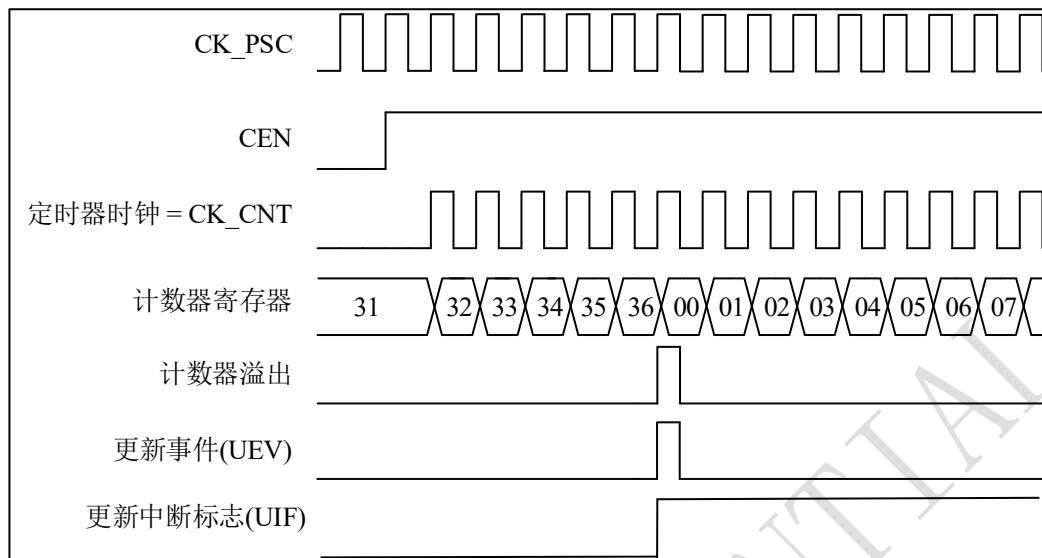 CK_PSC
CEN
定时器时钟 = CK_CNT
计数器寄存器 31 32 33 34 35 36 00 01 02 03 04 05 06 07
计数器溢出
更新事件(UEV)
更新中断标志(UIF)